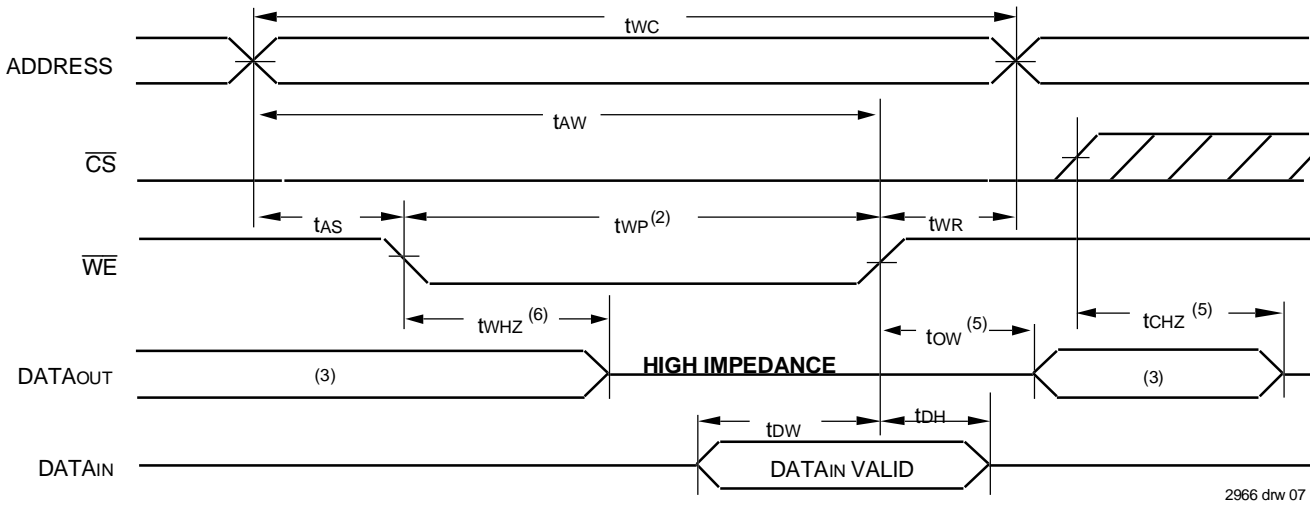 tWC
ADDRESS
tAW
CS
tAS
tWP(2)
tWR
WE
tWHZ (6)
tOW (5)
tCHZ (5)
DATAOUT
(3)
HIGH IMPEDANCE
(3)
tDW
tDH
DATAIN
DATAIN VALID
2966 drw 07